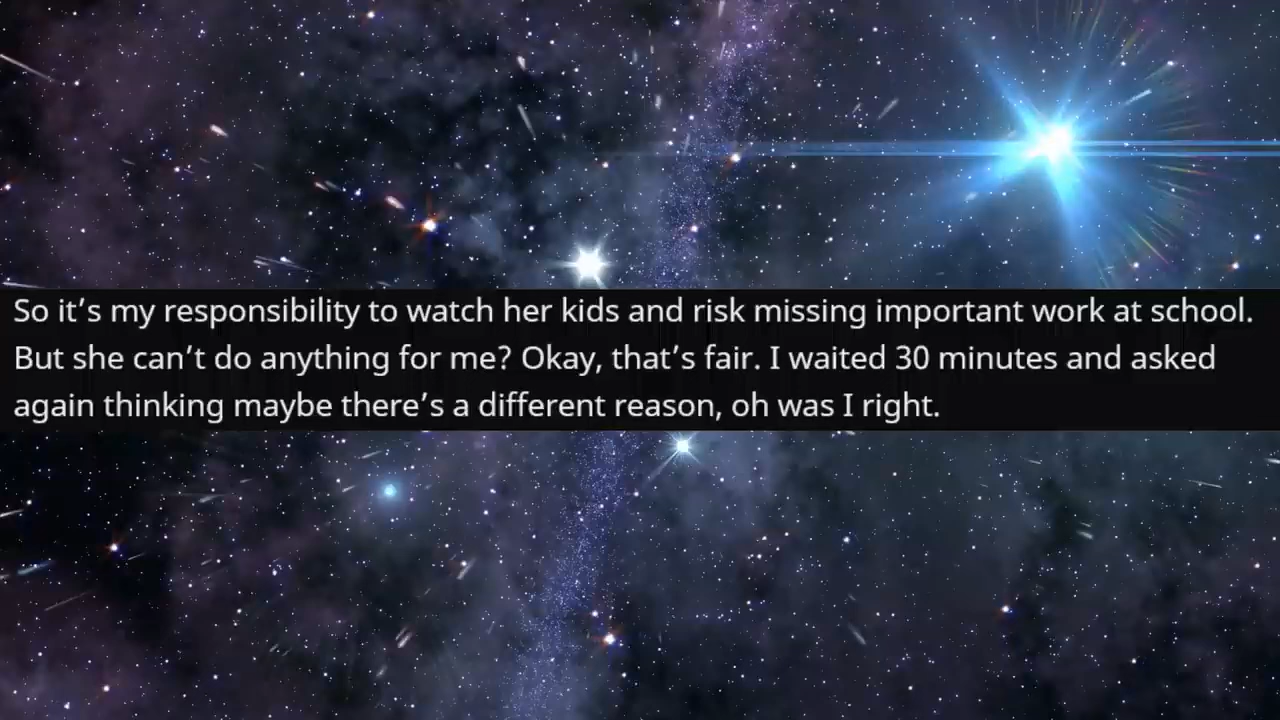 So it’s my responsibility to watch her kids and risk missing important work at school.
But she can’t do anything for me? Okay, that’s fair. I waited 30 minutes and asked
again thinking maybe there’s a different reason, oh was I right.